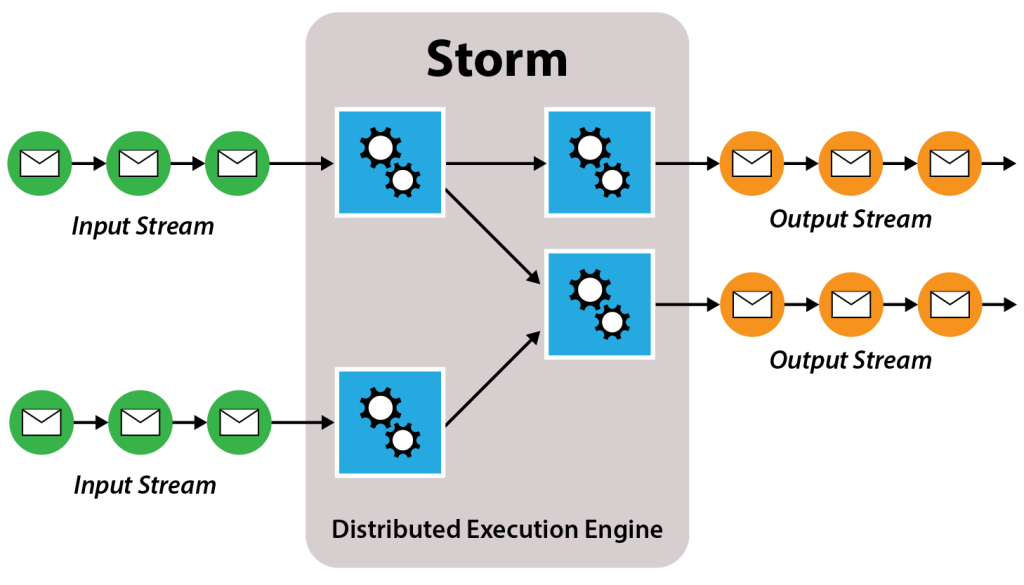 Storm
Input Stream
Output Stream
Output Stream
Input Stream
Distributed Execution Engine